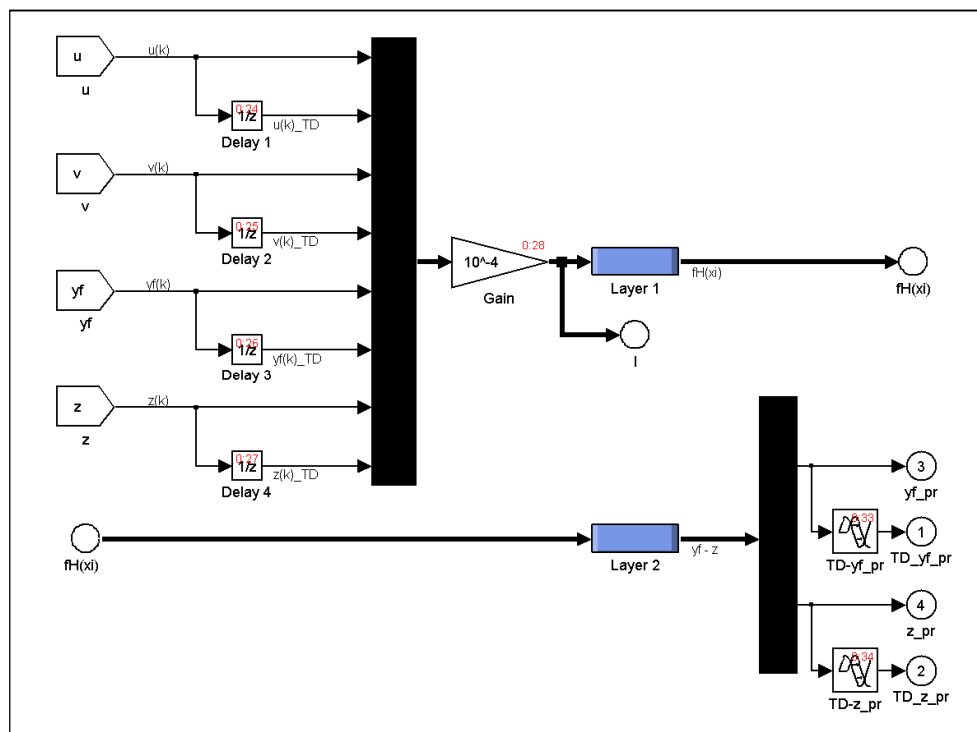 u
u(k)
u
0:24
1/z
u(k)_TD
Delay 1
v
v(k)
v
0:25
1/z
v(k)_TD
Delay 2
yf
yf(k)
yf
0:26
1/z
yf(k)_TD
Delay 3
z
z(k)
z
0:27
1/z
z(k)_TD
Delay 4
0:28
10^-4
Gain
Layer 1
fH(xi)
fH(xi)
I
fH(xi)
Layer 2
yf - z
3
yf_pr
0:33
TD-yf_pr
1
TD_yf_pr
4
z_pr
0:34
TD-z_pr
2
TD_z_pr